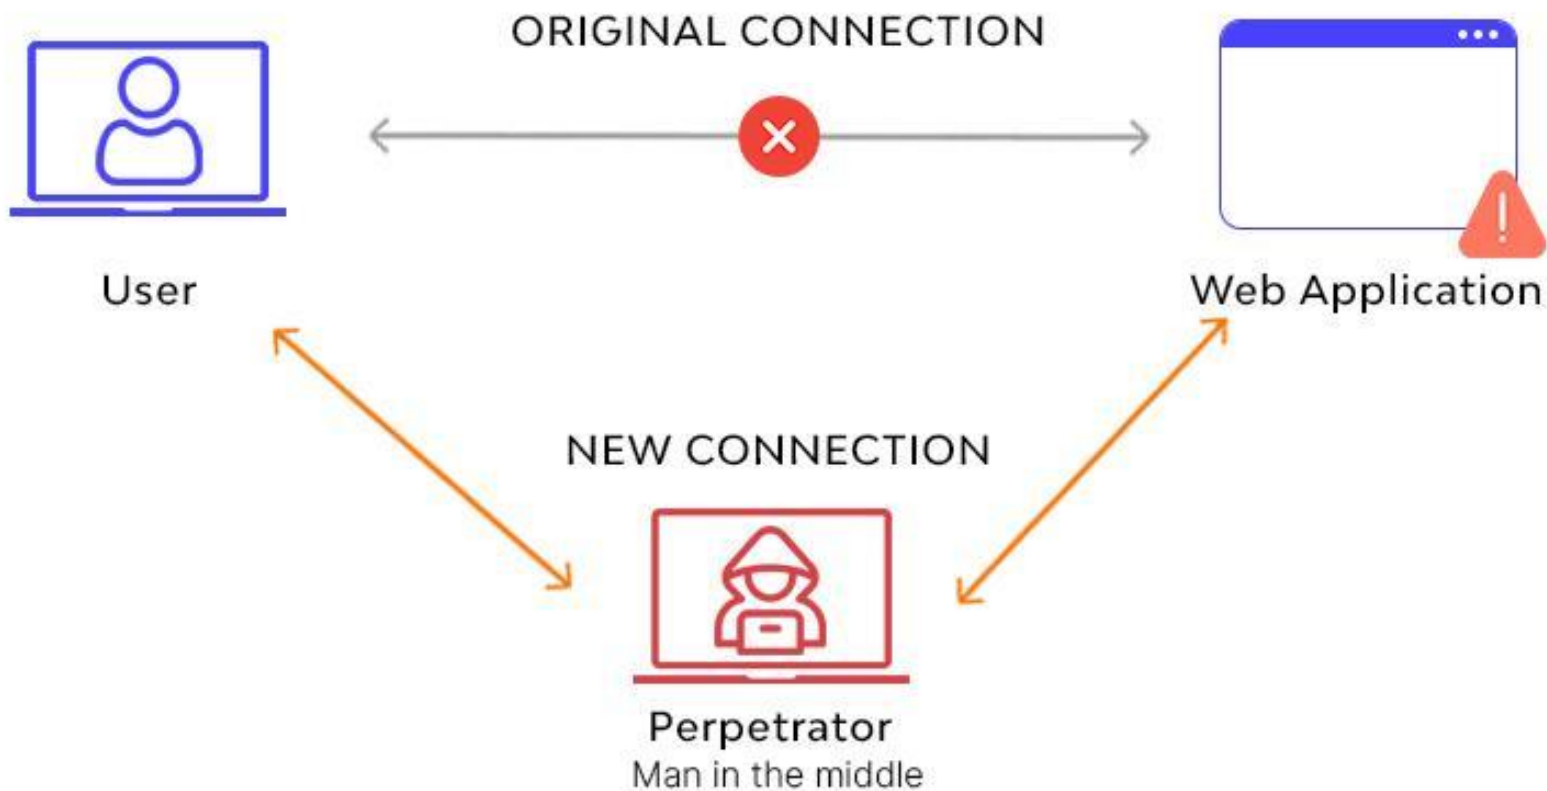 ORIGINAL CONNECTION
User
Web Application
NEW CONNECTION
Perpetrator
Man in the middle